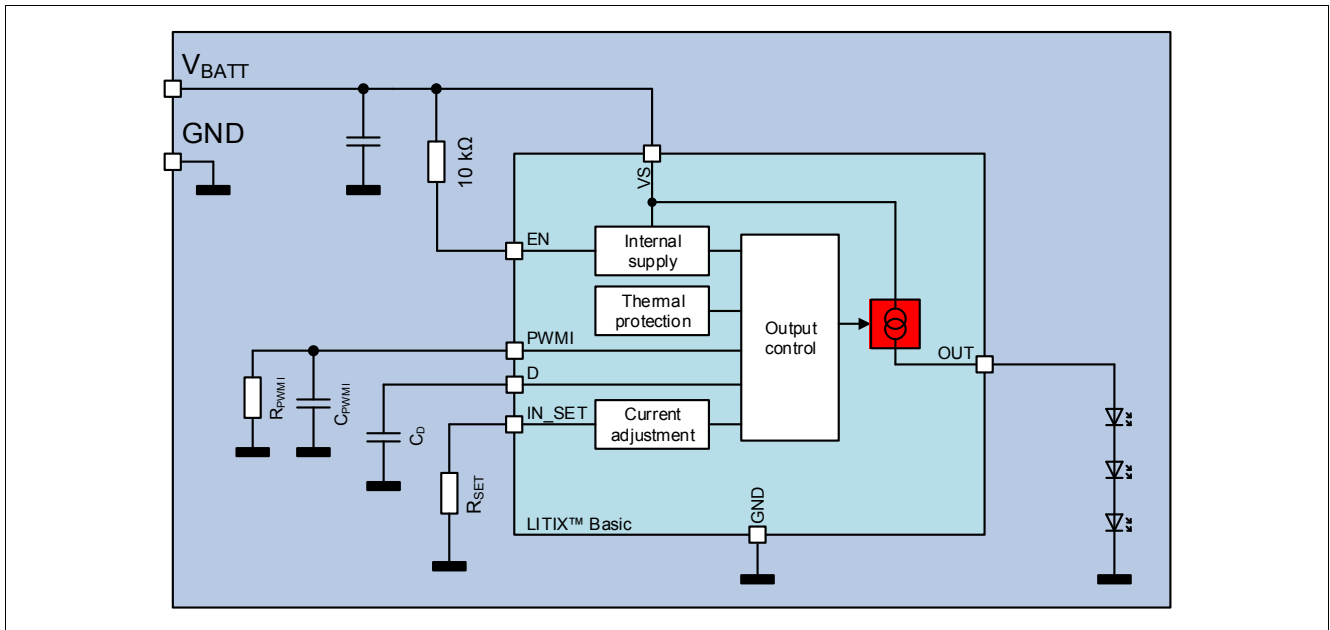 VBATT
GND
10 kΩ
VS
EN
Internal
supply
Thermal
protection
Output
control
PWMI
OUT
D
RPWMI
CPWMI
IN_SET
Current
adjustment
CD
RSET
GND
LITIX™ Basic